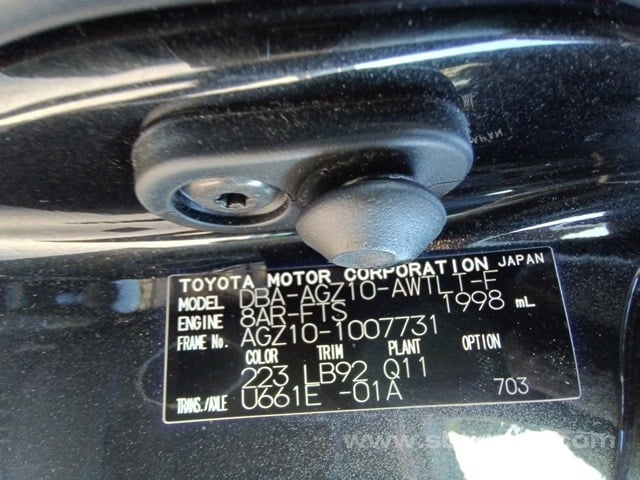 TOYOTA MOTOR CORPORATION JAPAN
MODEL DBA-AGZ10-AWTLT-F
ENGINE 8AR-FTS 1998 mL
FRAME No. AGZ10-1007731
COLOR TRIM PLANT OPTION
223 LB92 Q11
TRANS./AXLE U661E -01A 703